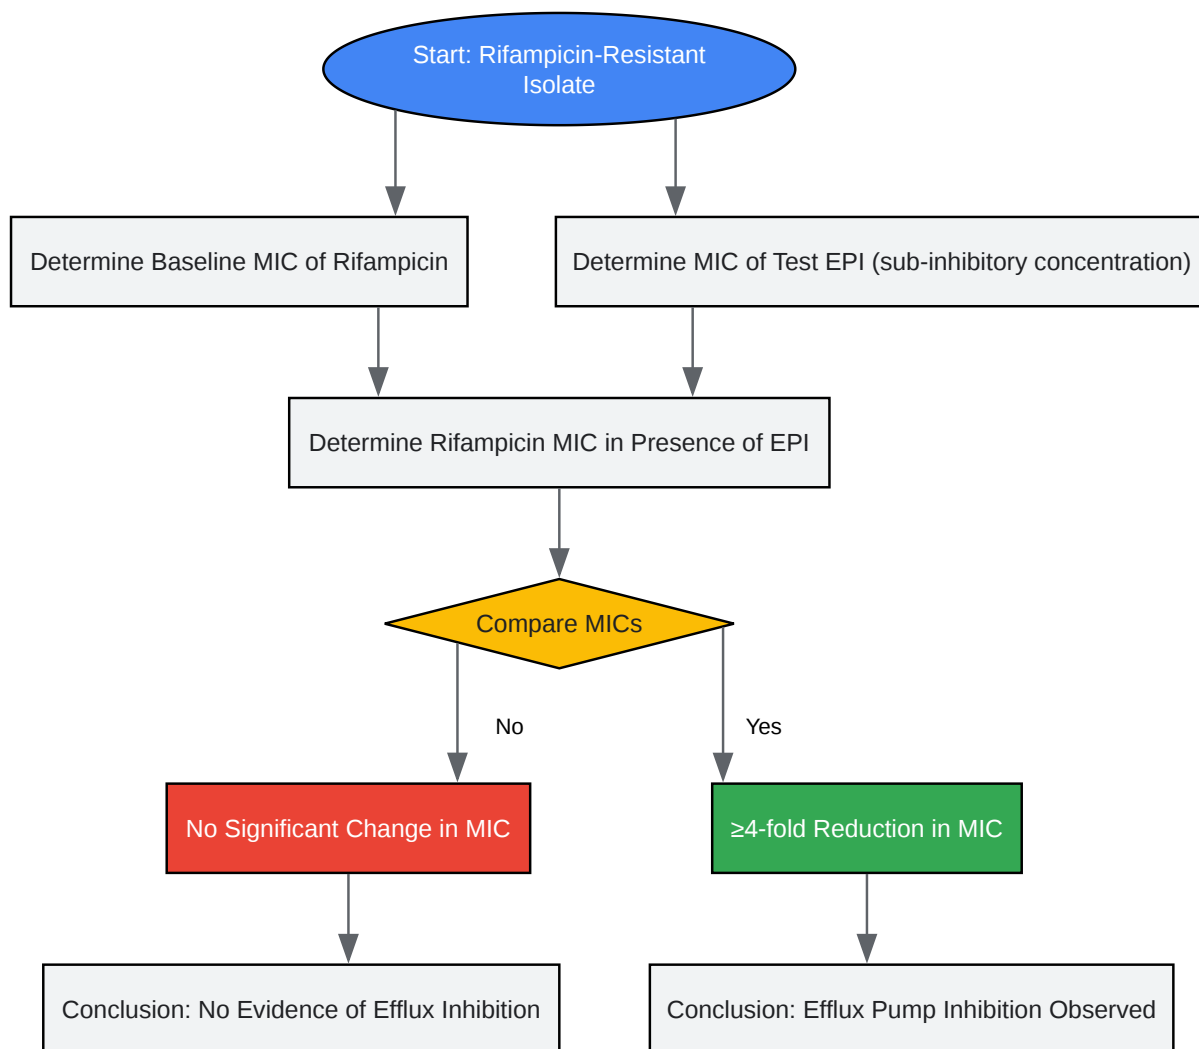 Start: Rifampicin-Resistant
Isolate
Determine Baseline MIC of Rifampicin
Determine MIC of Test EPI (sub-inhibitory concentration)
Determine Rifampicin MIC in Presence of EPI
Compare MICs
No
Yes
No Significant Change in MIC
≥4-fold Reduction in MIC
Conclusion: No Evidence of Efflux Inhibition
Conclusion: Efflux Pump Inhibition Observed